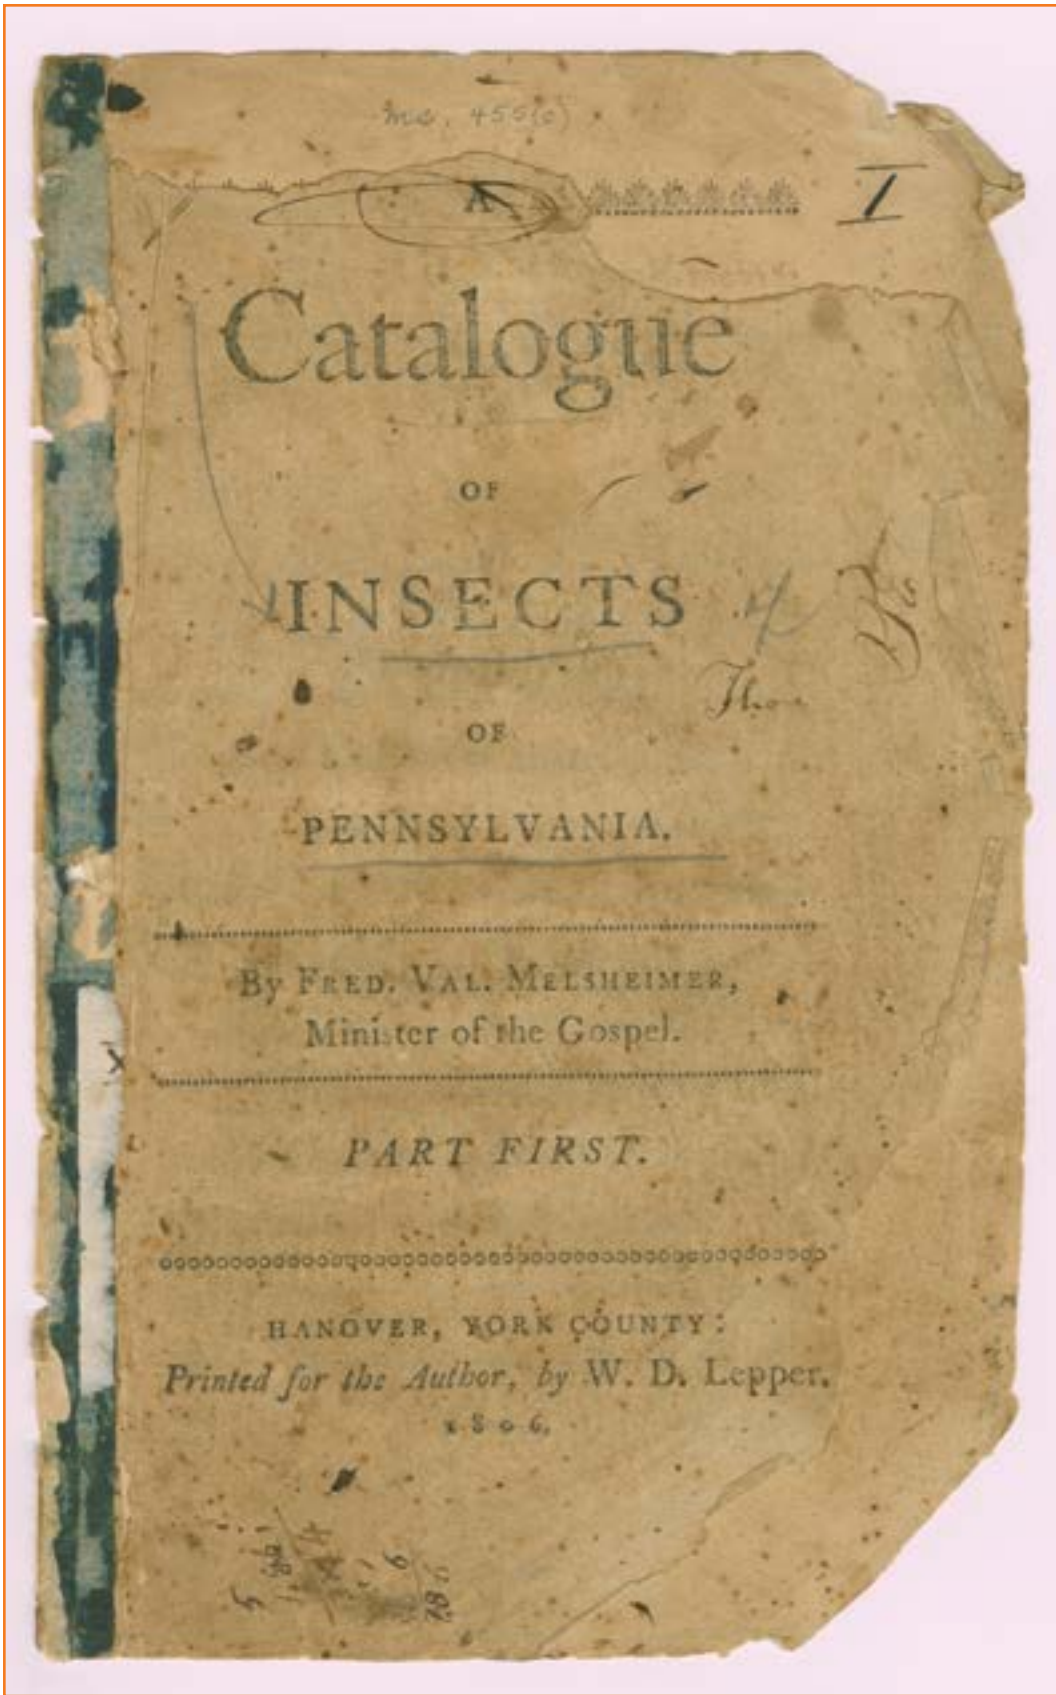 A
I
Catalogue
OF
INSECTS
OF
PENNSYLVANIA.
By FRED. VAL. MELSHEIMER,
Minister of the Gospel.
PART FIRST.
HANOVER, YORK COUNTY:
Printed for the Author, by W. D. Lepper.
1806.